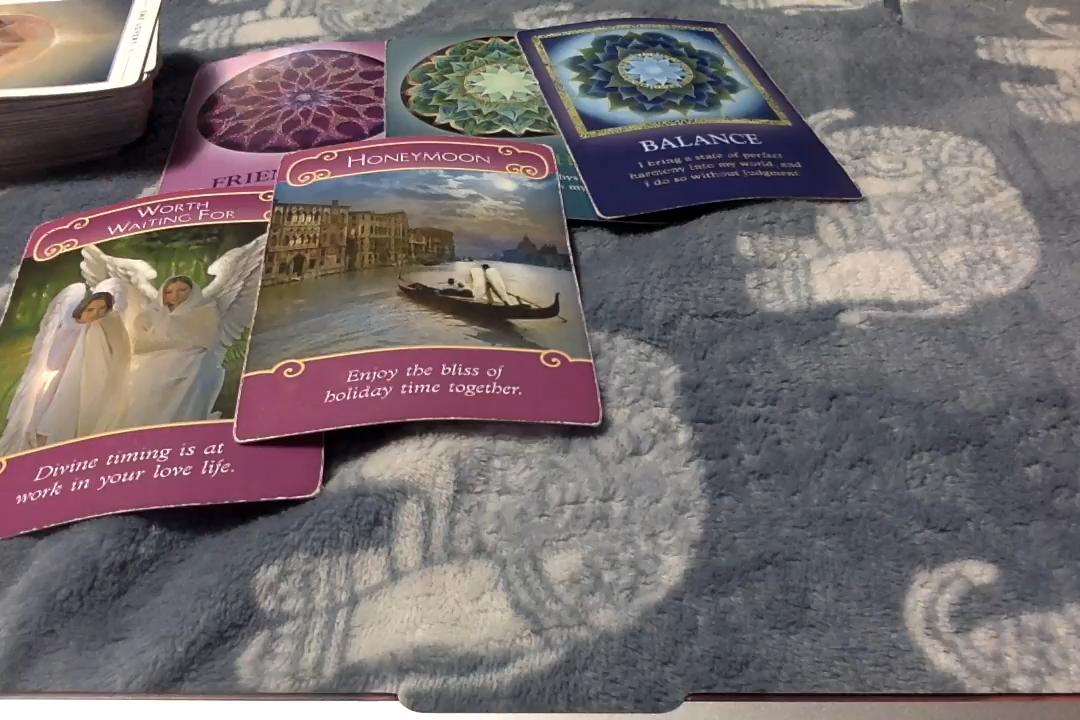 FRIEN
BALANCE
I bring a state of perfect
harmony into my world, and
I do so without judgment
HONEYMOON
Enjoy the bliss of
holiday time together.
WORTH
WAITING FOR
Divine timing is at
work in your love life.